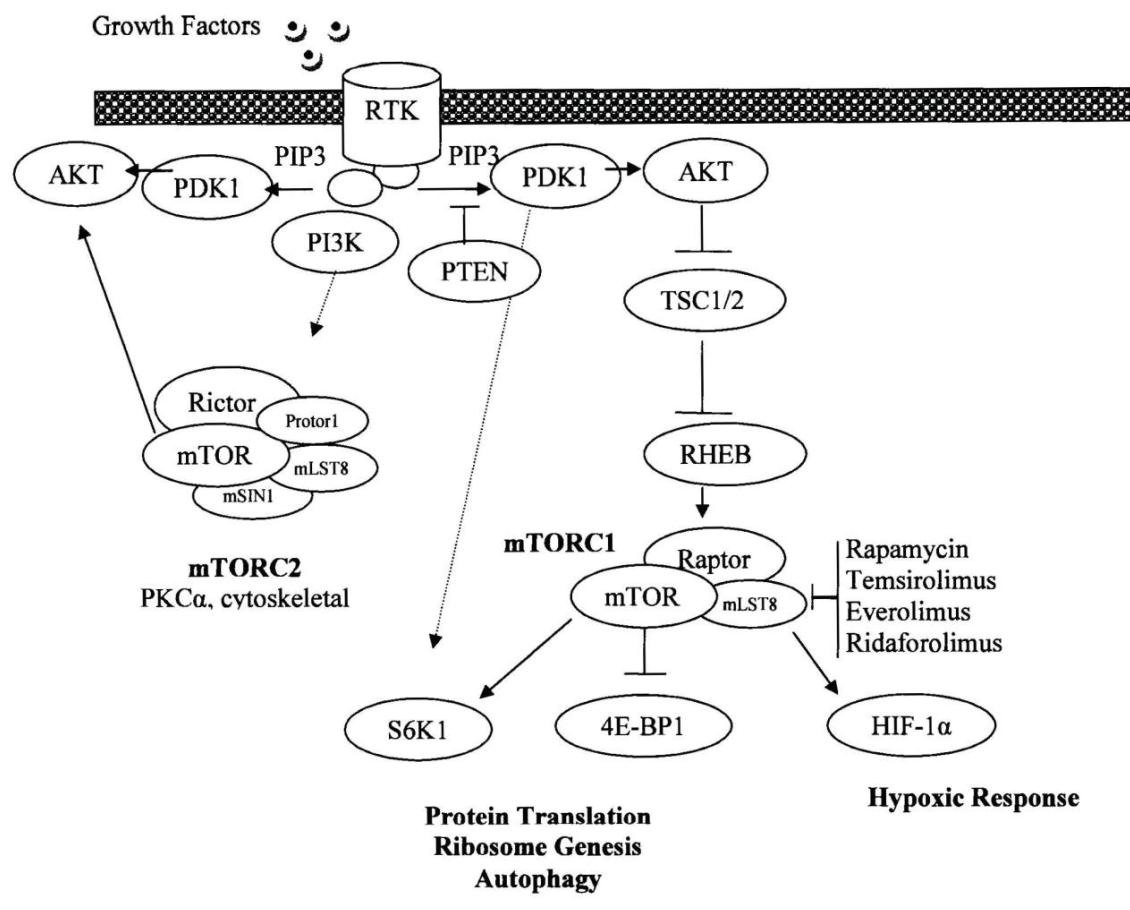 Growth Factors
RTK
PIP3
PIP3
AKT
PDK1
PDK1
AKT
PI3K
PTEN
TSC1/2
Rictor
Protor1
mTOR
mLST8
mSIN1
RHEB
mTORC2
PKCα, cytoskeletal
mTORC1
Raptor
mTOR
mLST8
Rapamycin
Temsirolimus
Everolimus
Ridaforolimus
S6K1
4E-BP1
HIF-1α
Hypoxic Response
Protein Translation
Ribosome Genesis
Autophagy